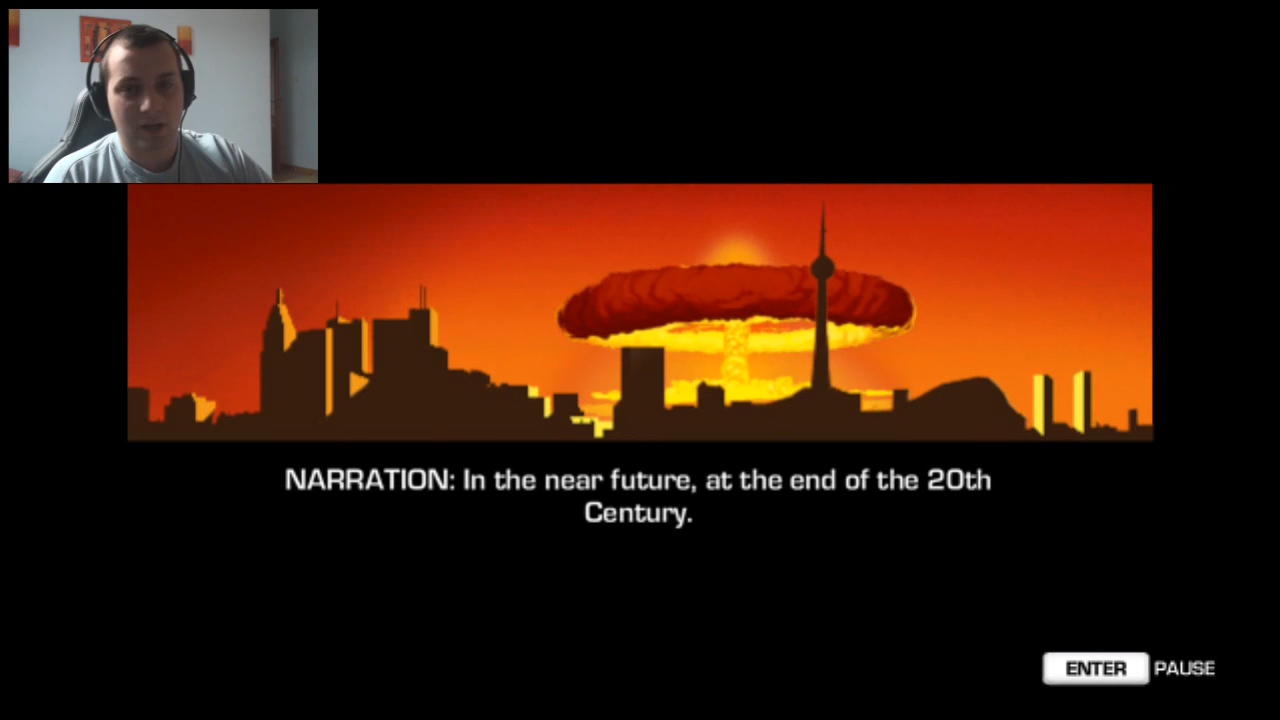 NARRATION: In the near future, at the end of the 20th
Century.
ENTER PAUSE